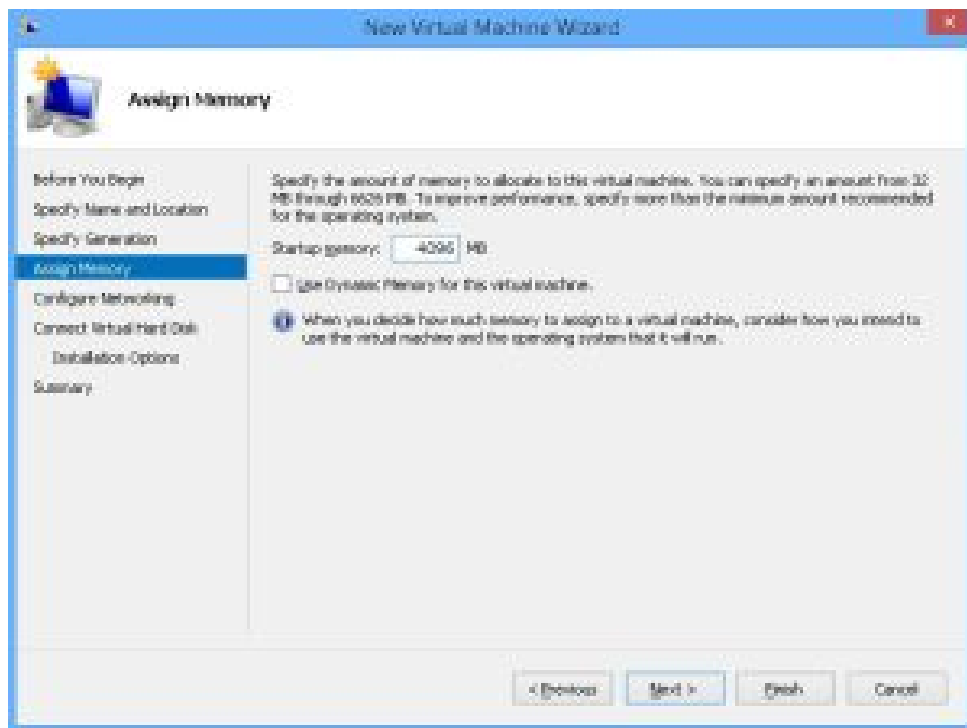 New Virtual Machine Wizard
Assign Memory
Before You Begin
Specify Name and Location
Specify Generation
Assign Memory
Configure Networking
Connect Virtual Hard Disk
Installation Options
Summary
Specify the amount of memory to allocate to this virtual machine. You can specify an amount from 32
MB through MB. To improve performance, specify more than the minimum amount recommended
for the operating system.
Startup memory: 4096 MB
Use Dynamic Memory for this virtual machine.
When you decide how much memory to assign to a virtual machine, consider how you intend to
use the virtual machine and the operating system that it will run.
< Previous
Next >
Finish
Cancel